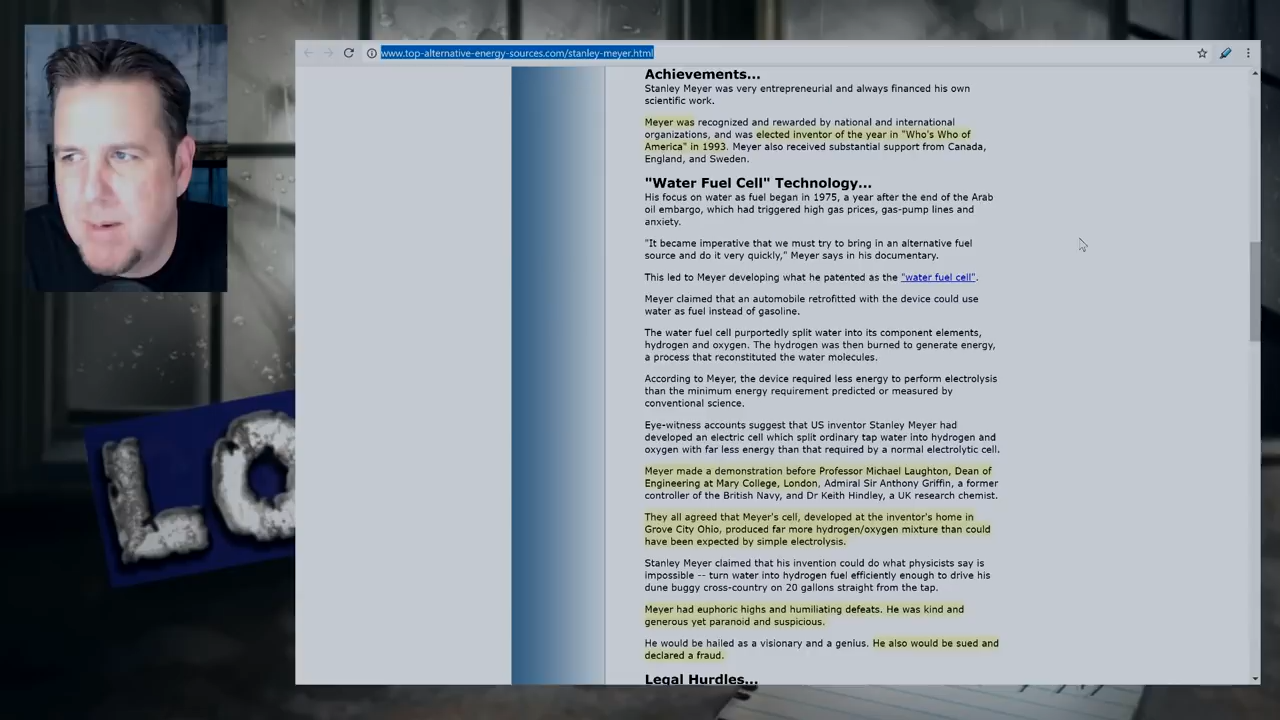 www.top-alternative-energy-sources.com/stanley-meyer.html
Achievements...
Stanley Meyer was very entrepreneurial and always financed his own
scientific work.
Meyer was recognized and rewarded by national and international
organizations, and was elected inventor of the year in "Who's Who of
America" in 1993. Meyer also received substantial support from Canada,
England, and Sweden.
"Water Fuel Cell" Technology...
His focus on water as fuel began in 1975, a year after the end of the Arab
oil embargo, which had triggered high gas prices, gas-pump lines and
anxiety.
"It became imperative that we must try to bring in an alternative fuel
source and do it very quickly," Meyer says in his documentary.
This led to Meyer developing what he patented as the "water fuel cell".
Meyer claimed that an automobile retrofitted with the device could use
water as fuel instead of gasoline.
The water fuel cell purportedly split water into its component elements,
hydrogen and oxygen. The hydrogen was then burned to generate energy,
a process that reconstituted the water molecules.
According to Meyer, the device required less energy to perform electrolysis
than the minimum energy requirement predicted or measured by
conventional science.
Eye-witness accounts suggest that US inventor Stanley Meyer had
developed an electric cell which split ordinary tap water into hydrogen and
oxygen with far less energy than that required by a normal electrolytic cell.
Meyer made a demonstration before Professor Michael Laughton, Dean of
Engineering at Mary College, London, Admiral Sir Anthony Griffin, a former
controller of the British Navy, and Dr Keith Hindley, a UK research chemist.
They all agreed that Meyer's cell, developed at the inventor's home in
Grove City Ohio, produced far more hydrogen/oxygen mixture than could
have been expected by simple electrolysis.
Stanley Meyer claimed that his invention could do what physicists say is
impossible -- turn water into hydrogen fuel efficiently enough to drive his
dune buggy cross-country on 20 gallons straight from the tap.
Meyer had euphoric highs and humiliating defeats. He was kind and
generous yet paranoid and suspicious.
He would be hailed as a visionary and a genius. He also would be sued and
declared a fraud.
Legal Hurdles...
LO